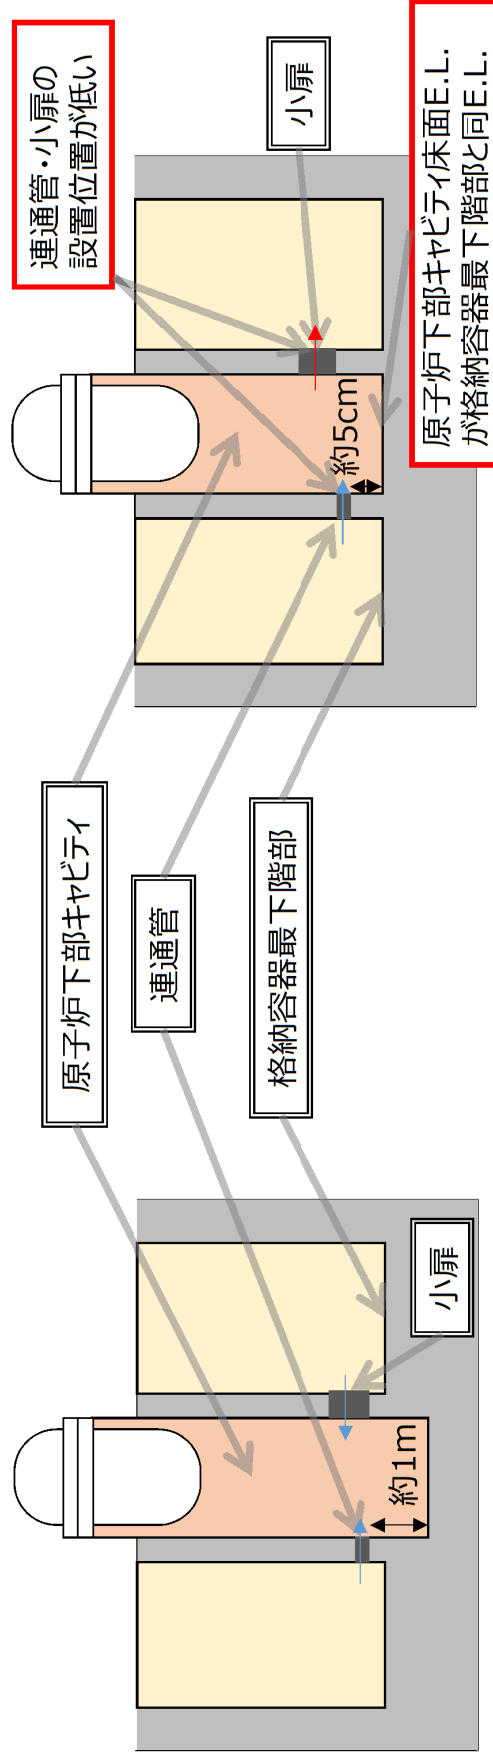 原子炉下部キャビティ
連通管
格納容器最下階部
小扉
約1m
連通管・小扉の
設置位置が低い
小扉
約5cm
原子炉下部キャビティ床面E.L.
が格納容器最下階部と同E.L.